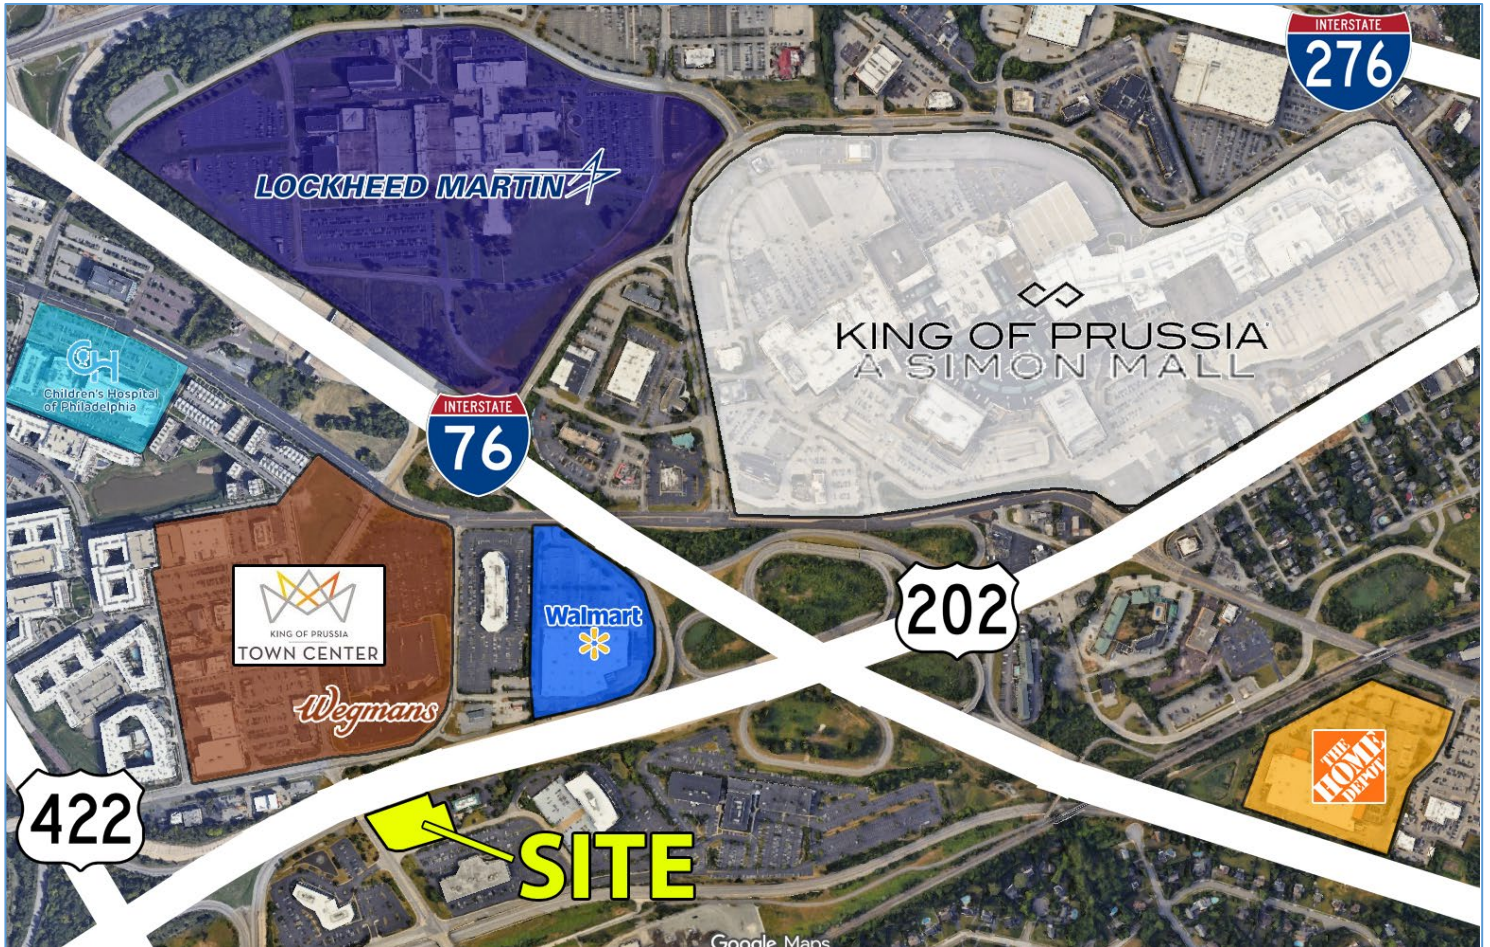 INTERSTATE
276
LOCKHEED MARTIN
KING OF PRUSSIA
A SIMON MALL
CH
Children's Hospital
of Philadelphia
INTERSTATE
76
202
Walmart
KING OF PRUSSIA
TOWN CENTER
Wegmans
THE
HOME
DEPOT
422
SITE
Google Maps